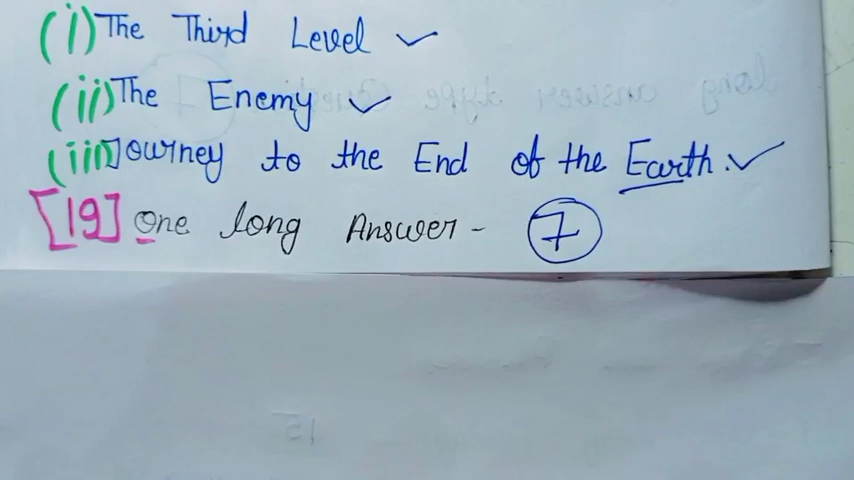 (i) The Third Level ✓
(ii) The Enemy ✓
(iii) Journey to the End of the Earth. ✓
[19] One long Answer - 7